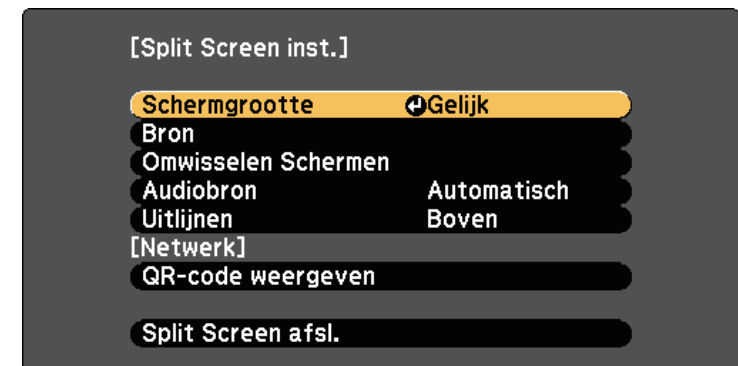 [Split Screen inst.]
Schermgrootte Gelijk
Bron
Omwisselen Schermen
Audiobron Automatisch
Uitlijnen Boven
[Netwerk]
QR-code weergeven
Split Screen afsl.